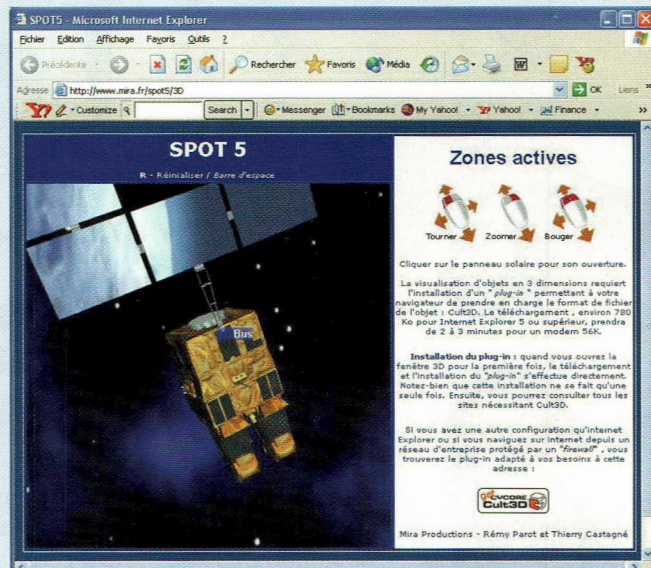 SPOT5 - Microsoft Internet Explorer
Fichier Edition Affichage Favoris Outils ?
Précédente Rechercher Favoris Média
Adresse http://www.mira.fr/spot5/3D OK Liens »
Y7 Customize Search Messenger Bookmarks My Yahoo! Yahoo! Finance »
SPOT 5
R - Réinialiser / Barre d'espace
Bus
Zones actives
Tourner Zoomer Bouger
Cliquer sur le panneau solaire pour son ouverture.
La visualisation d'objets en 3 dimensions requiert
l'installation d'un " plug-in " permettant à votre
navigateur de prendre en charge le format de fichier
de l'objet : Cult3D. Le téléchargement , environ 780
Ko pour Internet Explorer 5 ou supérieur, prendra
de 2 à 3 minutes pour un modem 56K.
Installation du plug-in : quand vous ouvrez la
fenêtre 3D pour la première fois, le téléchargement
et l'installation du "plug-in" s'effectue directement.
Notez-bien que cette installation ne se fait qu'une
seule fois. Ensuite, vous pourrez consulter tous les
sites nécessitant Cult3D.
Si vous avez une autre configuration qu'internet
Explorer ou si vous naviguez sur internet depuis un
réseau d'entreprise protégé par un "firewall" , vous
trouverez le plug-in adapté à vos besoins à cette
adresse :
get CYCORE
Cult3D
Mira Productions - Rémy Parot et Thierry Castagné